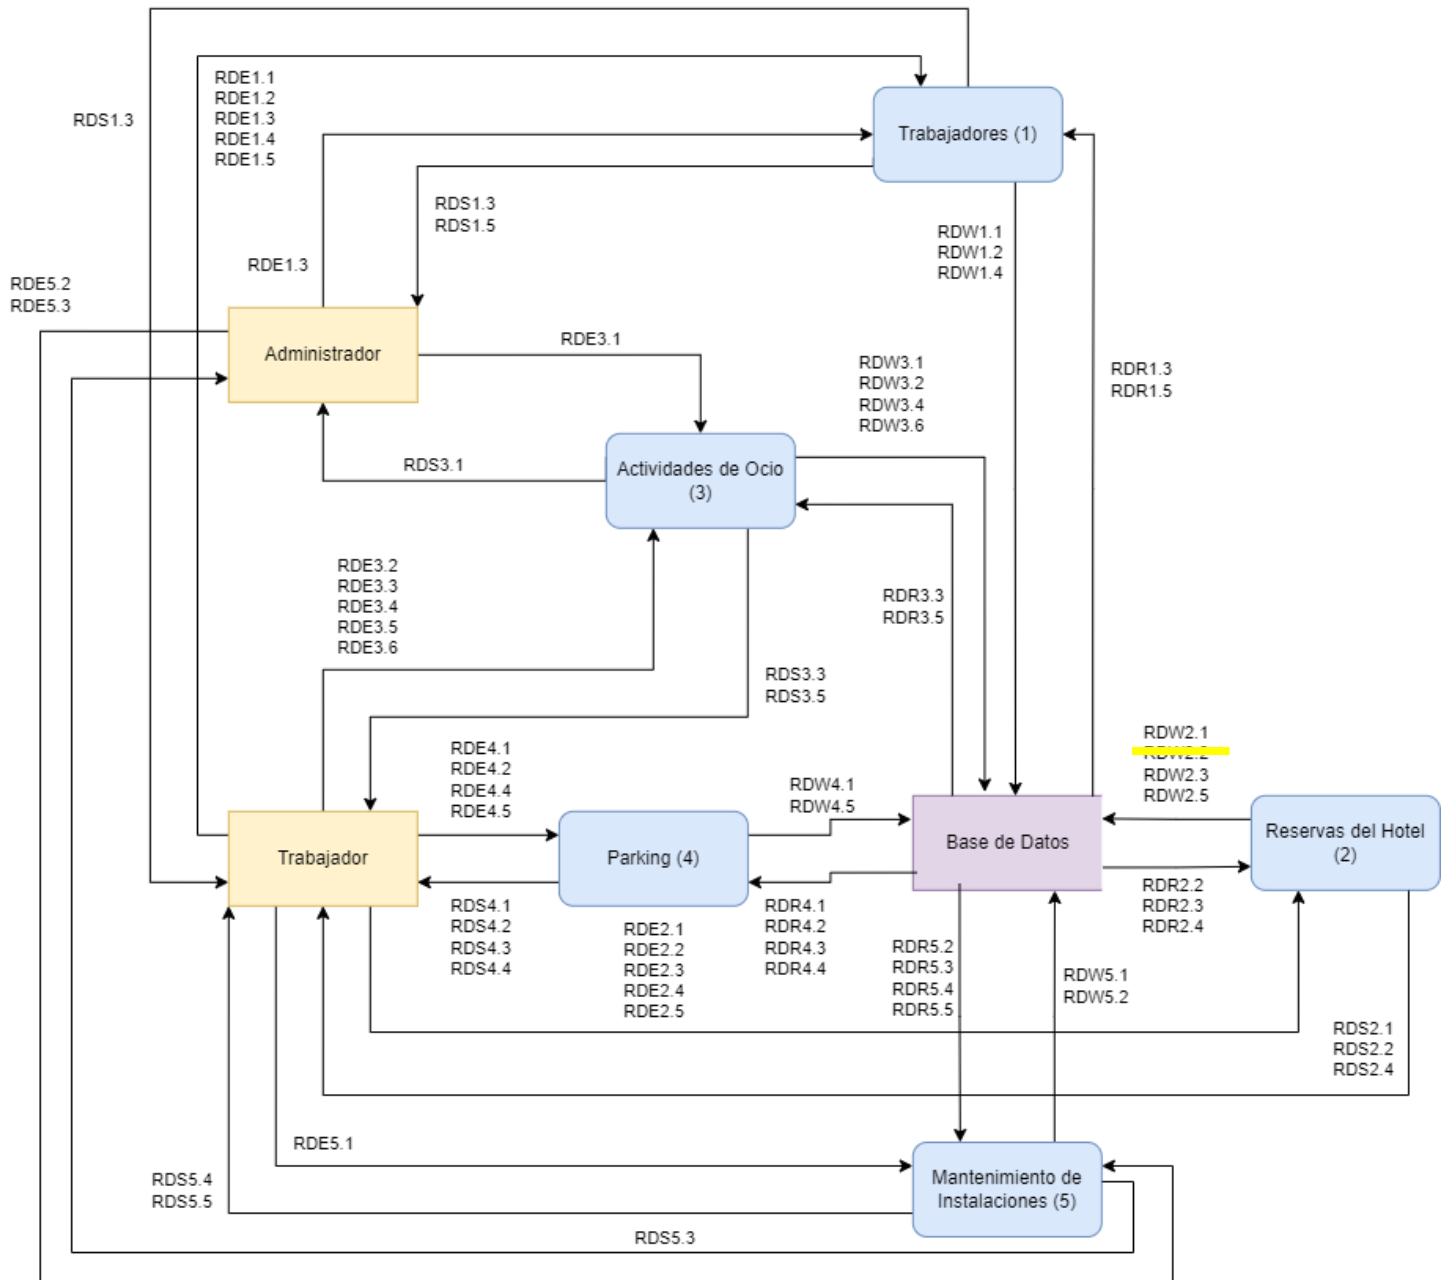 RDE1.1
RDE1.2
RDE1.3
RDE1.4
RDE1.5
RDS1.3
Trabajadores (1)
RDS1.3
RDS1.5
RDW1.1
RDW1.2
RDW1.4
RDE1.3
RDE5.2
RDE5.3
Administrador
RDE3.1
RDW3.1
RDW3.2
RDW3.4
RDW3.6
RDR1.3
RDR1.5
RDS3.1
Actividades de Ocio
(3)
RDE3.2
RDE3.3
RDE3.4
RDE3.5
RDE3.6
RDR3.3
RDR3.5
RDS3.3
RDS3.5
RDE4.1
RDE4.2
RDE4.4
RDE4.5
RDW4.1
RDW4.5
RDW2.1
RDW2.2
RDW2.3
RDW2.5
Trabajador
Parking (4)
Base de Datos
Reservas del Hotel
(2)
RDS4.1
RDS4.2
RDS4.3
RDS4.4
RDE2.1
RDE2.2
RDE2.3
RDE2.4
RDE2.5
RDR4.1
RDR4.2
RDR4.3
RDR4.4
RDR5.2
RDR5.3
RDR5.4
RDR5.5
RDR2.2
RDR2.3
RDR2.4
RDW5.1
RDW5.2
RDS2.1
RDS2.2
RDS2.4
RDE5.1
RDS5.4
RDS5.5
Mantenimiento de
Instalaciones (5)
RDS5.3